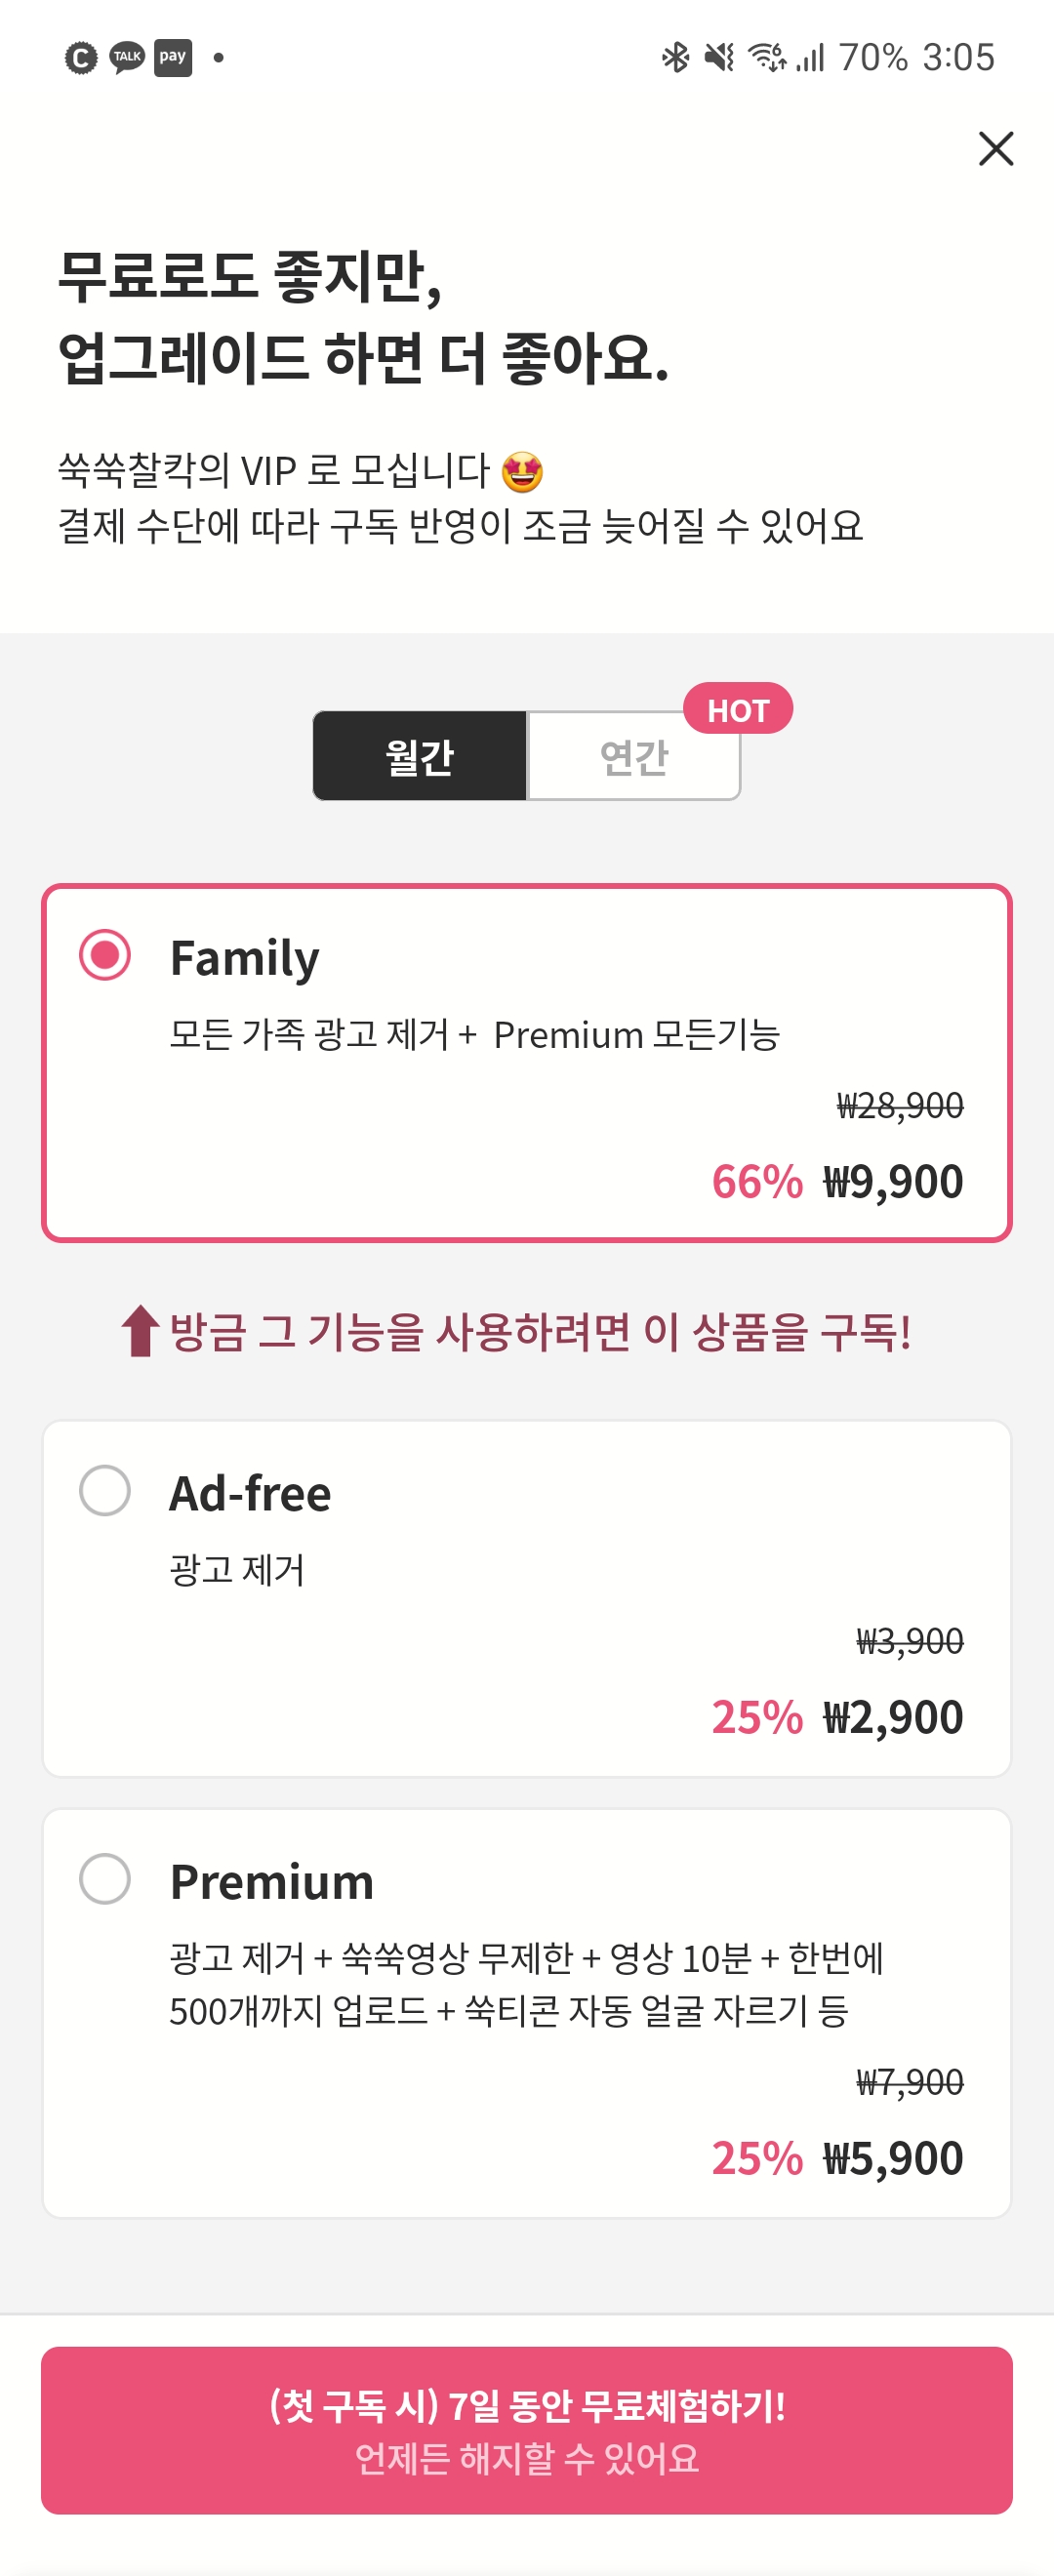 C TALK pay 6 70% 3:05
무료로도 좋지만,
업그레이드 하면 더 좋아요.
쑥쑥찰칵의 VIP 로 모십니다 🤩
결제 수단에 따라 구독 반영이 조금 늦어질 수 있어요
HOT
월간 연간
Family
모든 가족 광고 제거 + Premium 모든기능
₩28,900
66% ₩9,900
⬆방금 그 기능을 사용하려면 이 상품을 구독!
Ad-free
광고 제거
₩3,900
25% ₩2,900
Premium
광고 제거 + 쑥쑥영상 무제한 + 영상 10분 + 한번에
500개까지 업로드 + 쑥티콘 자동 얼굴 자르기 등
₩7,900
25% ₩5,900
(첫 구독 시) 7일 동안 무료체험하기!
언제든 해지할 수 있어요